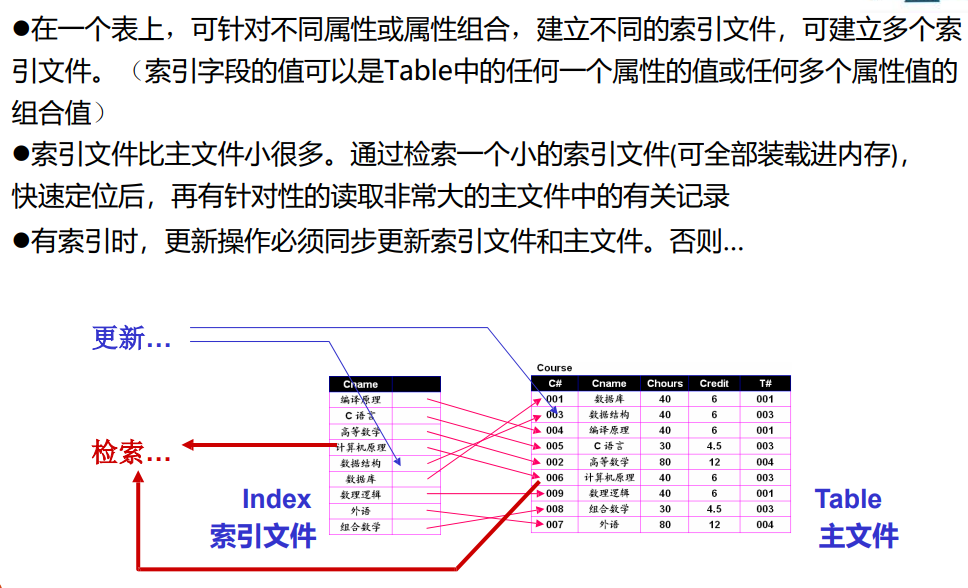 ●在一个表上，可针对不同属性或属性组合，建立不同的索引文件，可建立多个索
引文件。（索引字段的值可以是Table中的任何一个属性的值或任何多个属性值的
组合值）
●索引文件比主文件小很多。通过检索一个小的索引文件(可全部装载进内存)，
快速定位后，再有针对性的读取非常大的主文件中的有关记录
●有索引时，更新操作必须同步更新索引文件和主文件。否则...
更新...
检索...
Cname
编译原理
C 语言
高等数学
计算机原理
数据结构
数据库
数理逻辑
外语
组合数学
Index
索引文件
Course
C# Cname Chours Credit T#
001 数据库 40 6 001
003 数据结构 40 6 003
004 编译原理 40 6 001
005 C 语言 30 4.5 003
002 高等数学 80 12 004
006 计算机原理 40 6 003
009 数理逻辑 40 6 001
008 组合数学 30 4.5 003
007 外语 80 12 004
Table
主文件